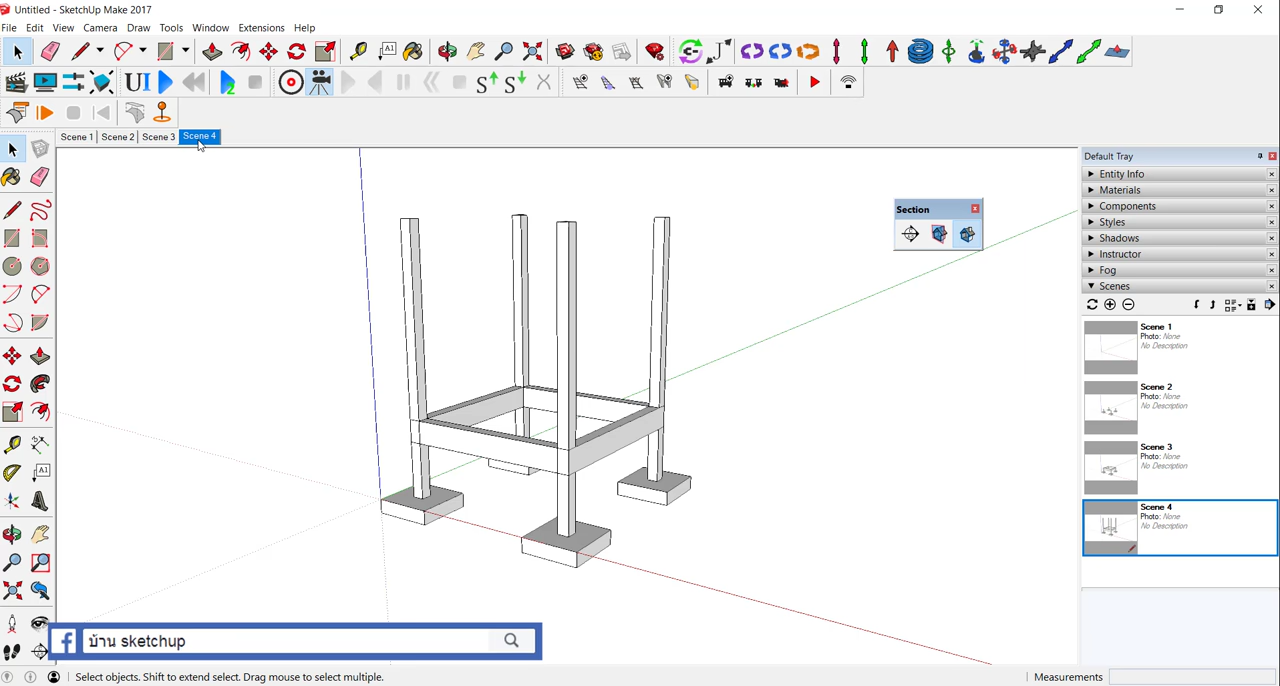 Untitled - SketchUp Make 2017
File Edit View Camera Draw Tools Window Extensions Help
UI
Scene 1 Scene 2 Scene 3 Scene 4
Default Tray
Entity Info
Materials
Components
Styles
Shadows
Instructor
Fog
Scenes
Section
Scene 1
Photo: None
No Description
Scene 2
Photo: None
No Description
Scene 3
Photo: None
No Description
Scene 4
Photo: None
No Description
บ้าน sketchup
Select objects. Shift to extend select. Drag mouse to select multiple.
Measurements